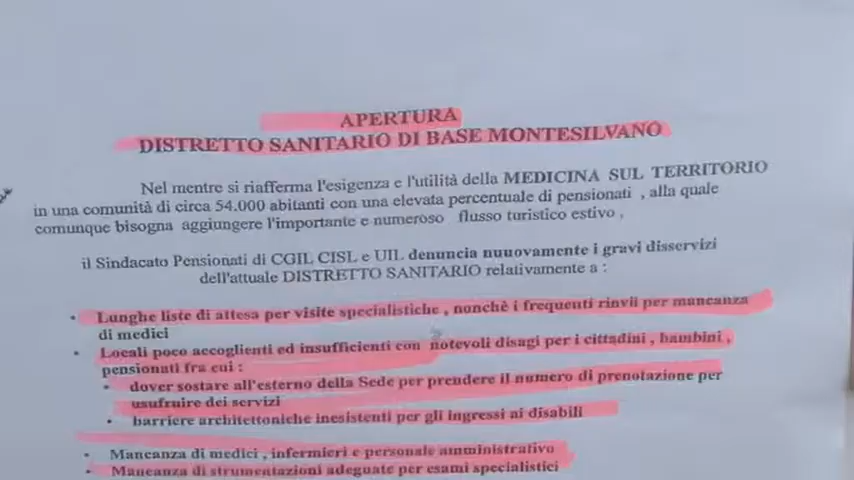 APERTURA
DISTRETTO SANITARIO DI BASE MONTESILVANO
Nel mentre si riafferma l'esigenza e l'utilità della MEDICINA SUL TERRITORIO
in una comunità di circa 54.000 abitanti con una elevata percentuale di pensionati , alla quale
comunque bisogna aggiungere l'importante e numeroso flusso turistico estivo ,
il Sindacato Pensionati di CGIL CISL e UIL denuncia nuuovamente i gravi disservizi
dell'attuale DISTRETTO SANITARIO relativamente a :
• Lunghe liste di attesa per visite specialistiche , nonchè i frequenti rinvii per mancanza
di medici
• Locali poco accoglienti ed insufficienti con notevoli disagi per i cittadini , bambini ,
pensionati fra cui :
• dover sostare all'esterno della Sede per prendere il numero di prenotazione per
usufruire dei servizi
• barriere architettoniche inesistenti per gli ingressi ai disabili
• Mancanza di medici , infermieri e personale amministrativo
• Mancanza di strumentazioni adeguate per esami specialistici